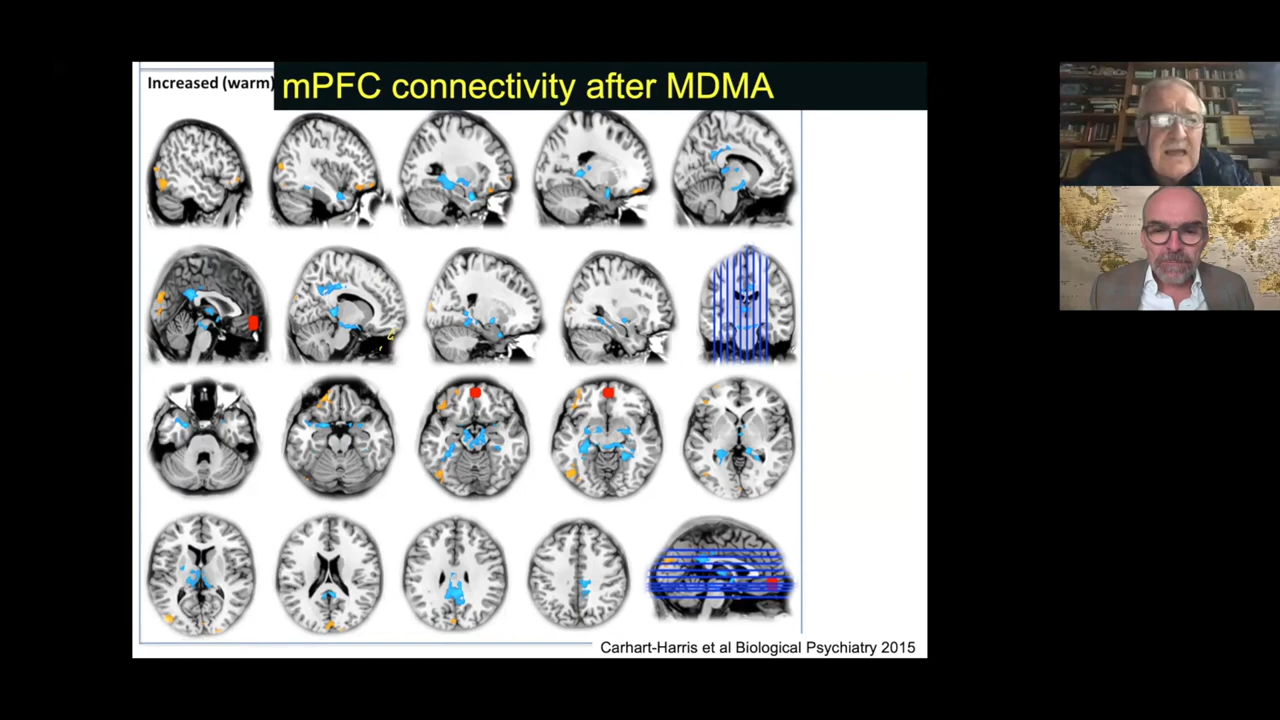 Increased (warm)
mPFC connectivity after MDMA
Carhart-Harris et al Biological Psychiatry 2015